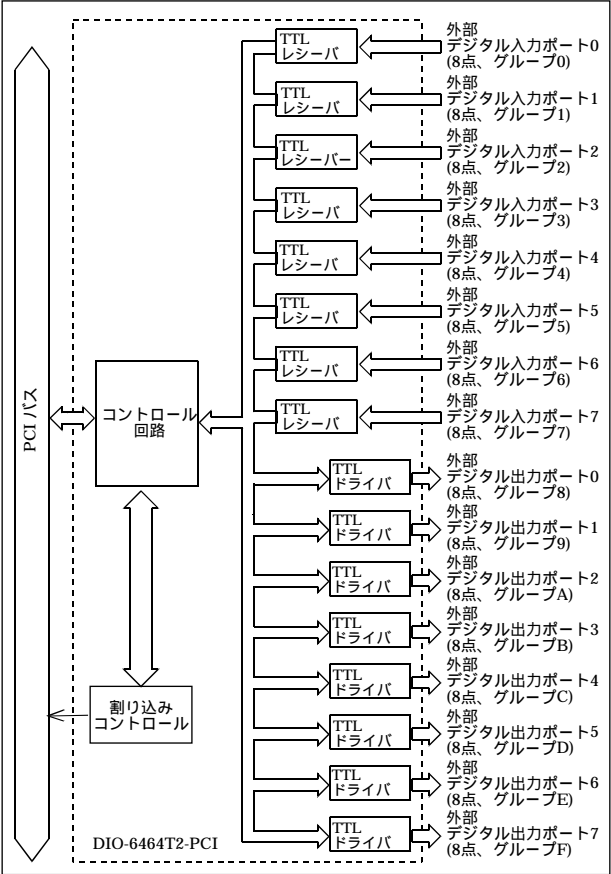 TTL
レシーバ
外部
デジタル入力ポート0
(8点、グループ0)
TTL
レシーバ
外部
デジタル入力ポート1
(8点、グループ1)
TTL
レシーバー
外部
デジタル入力ポート2
(8点、グループ2)
TTL
レシーバ
外部
デジタル入力ポート3
(8点、グループ3)
TTL
レシーバ
外部
デジタル入力ポート4
(8点、グループ4)
TTL
レシーバ
外部
デジタル入力ポート5
(8点、グループ5)
TTL
レシーバ
外部
デジタル入力ポート6
(8点、グループ6)
TTL
レシーバ
外部
デジタル入力ポート7
(8点、グループ7)
PCI バス
コントロール
回路
TTL
ドライバ
外部
デジタル出力ポート0
(8点、グループ8)
TTL
ドライバ
外部
デジタル出力ポート1
(8点、グループ9)
TTL
ドライバ
外部
デジタル出力ポート2
(8点、グループA)
TTL
ドライバ
外部
デジタル出力ポート3
(8点、グループB)
TTL
ドライバ
外部
デジタル出力ポート4
(8点、グループC)
割り込み
コントロール
TTL
ドライバ
外部
デジタル出力ポート5
(8点、グループD)
TTL
ドライバ
外部
デジタル出力ポート6
(8点、グループE)
TTL
ドライバ
外部
デジタル出力ポート7
(8点、グループF)
DIO-6464T2-PCI